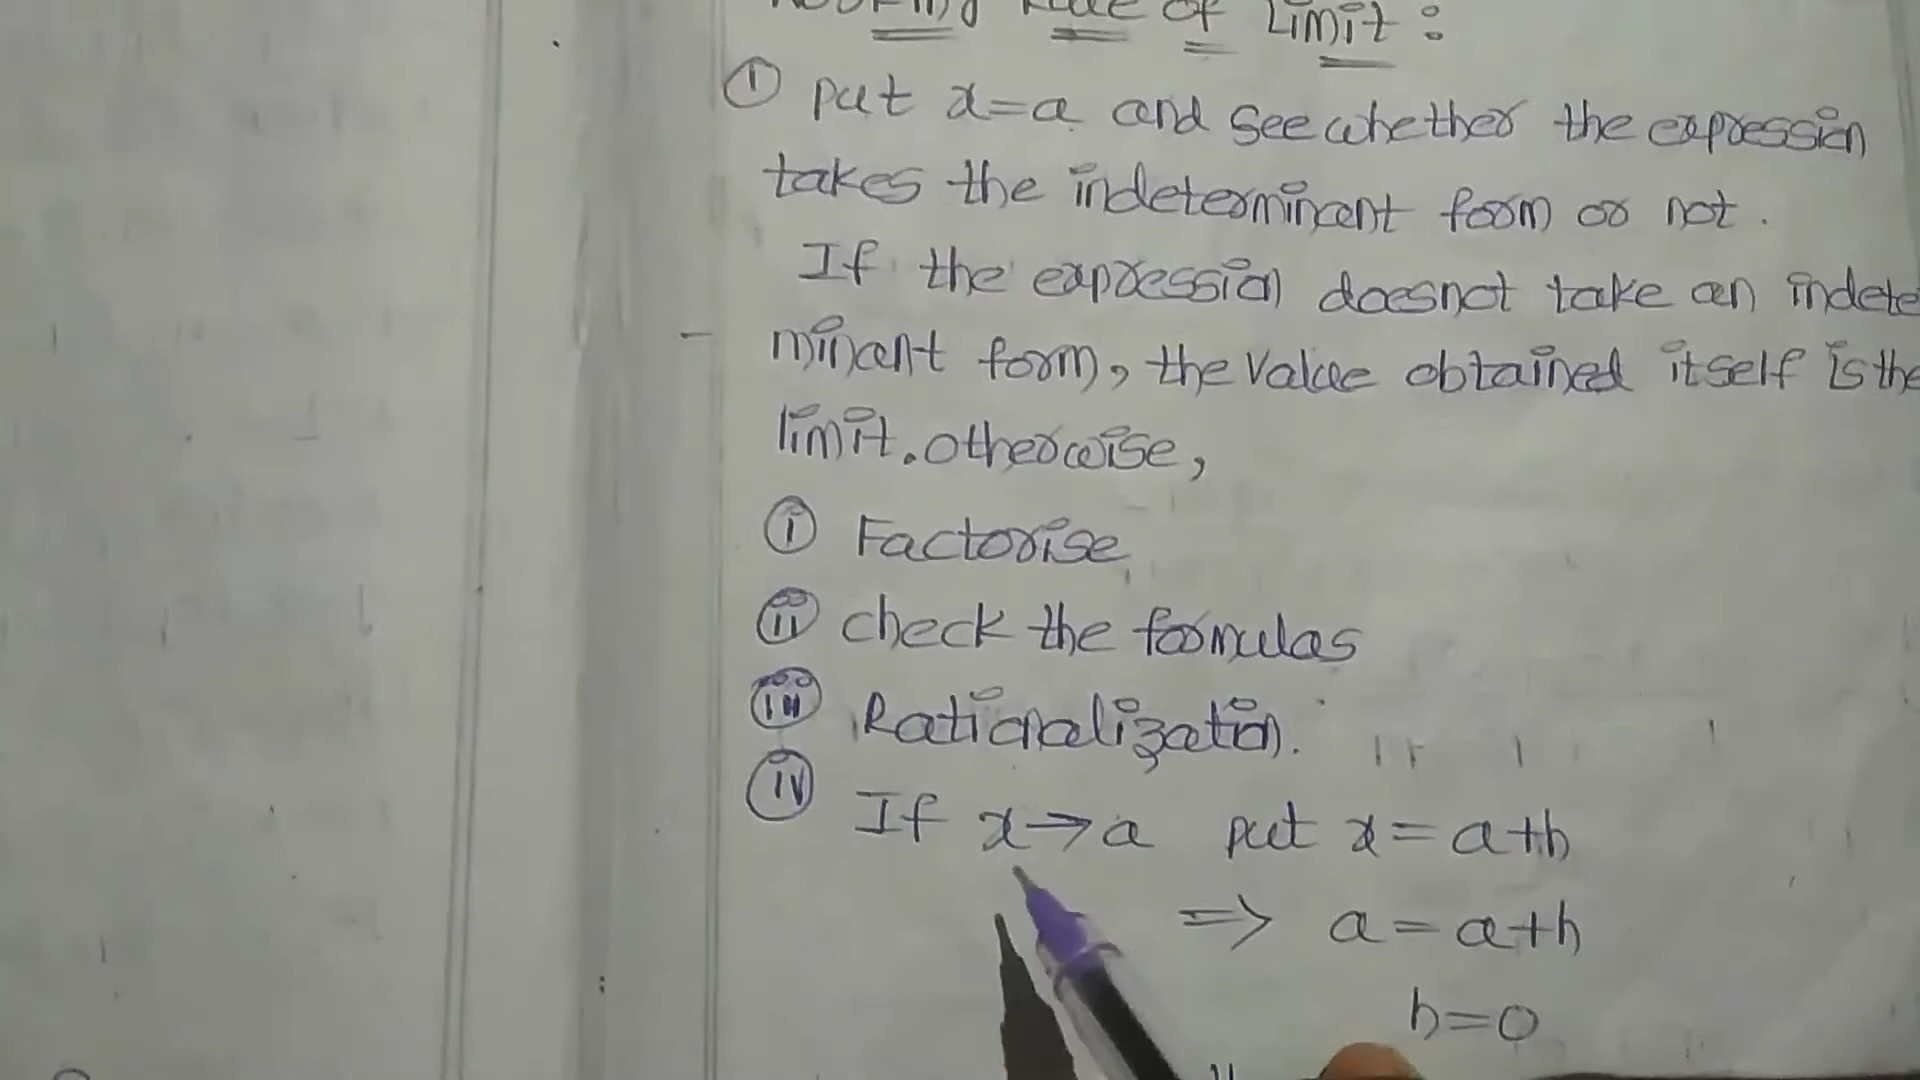 Rule of Limit :
① put x=a and see whether the expression
takes the indeterminant form or not.
If the expression doesnot take an indete
minant form, the value obtained itself is the
limit. otherwise,
ⓘ Factorise
ⓘⓘ check the formulas
ⓘⓘⓘ Rationalization.
ⓘⓥ If x→a put x=a+h
⇒ a=a+h
h=0